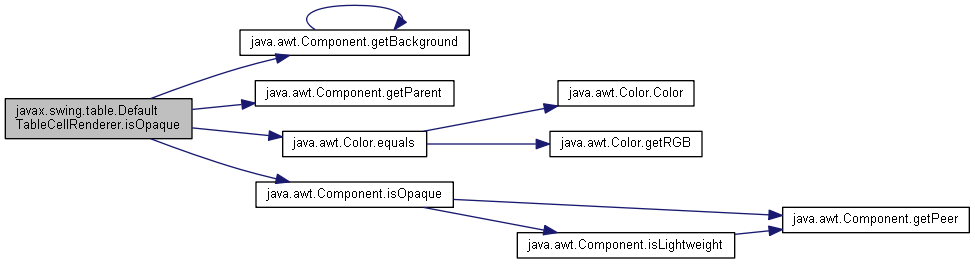 java.awt.Component.getBackground
java.awt.Component.getParent
java.awt.Color.Color
javax.swing.table.Default
TableCellRenderer.isOpaque
java.awt.Color.equals
java.awt.Color.getRGB
java.awt.Component.isOpaque
java.awt.Component.getPeer
java.awt.Component.isLightweight